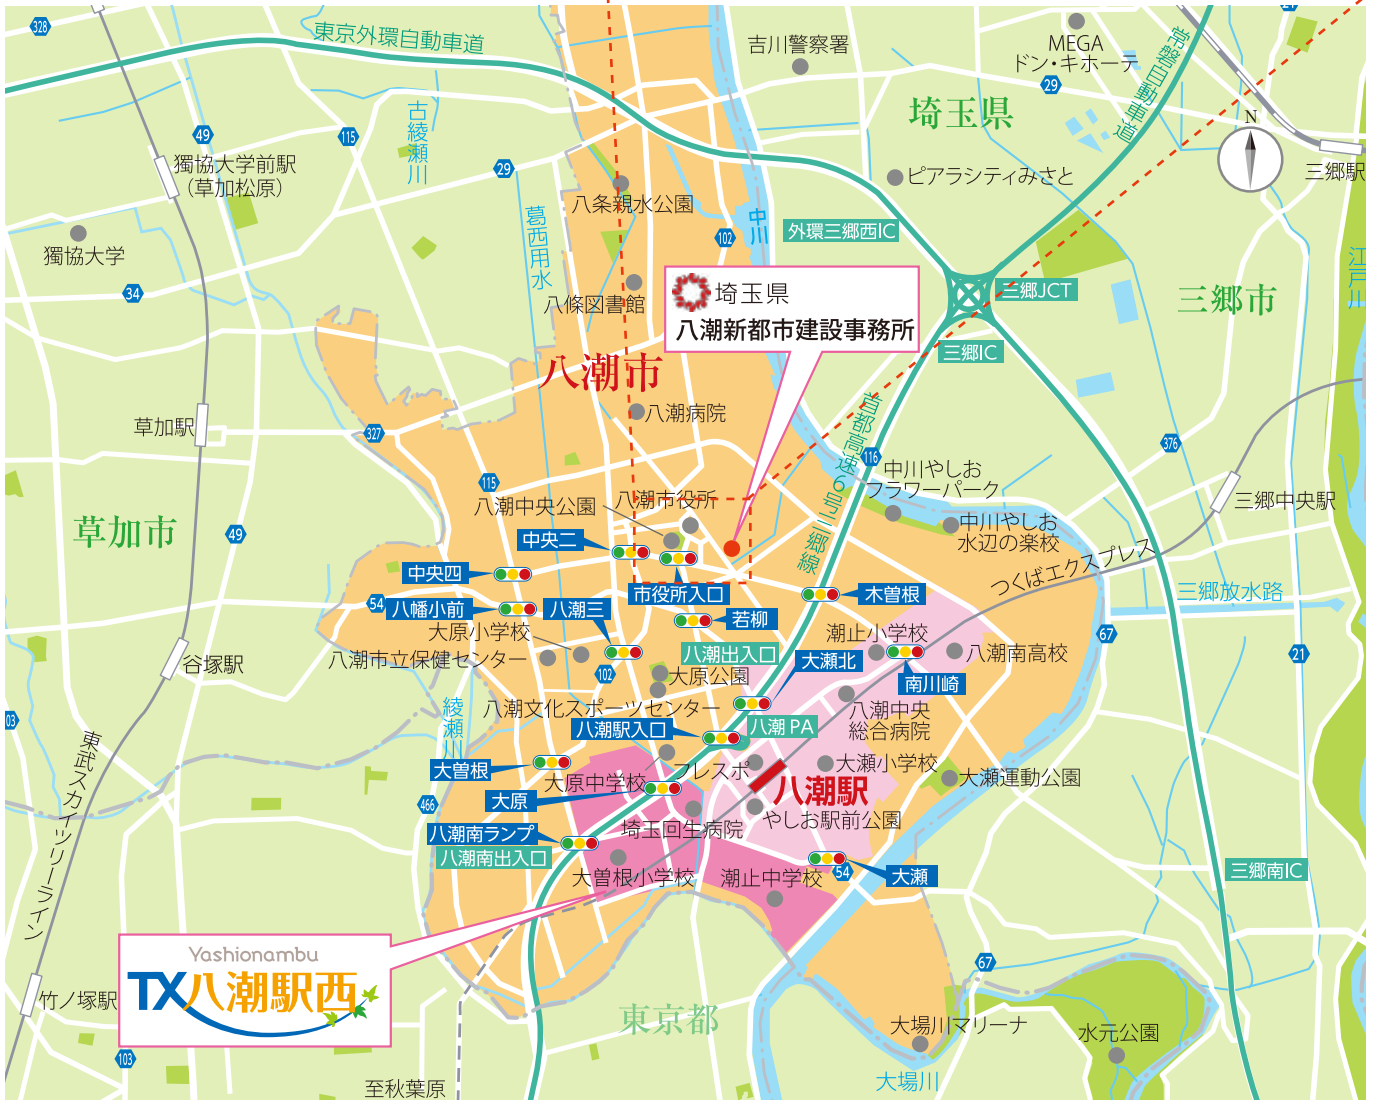 328
東京外環自動車道
吉川警察署
MEGA
ドン・キホーテ
常磐自動車道
29
埼玉県
N
49
115
古綾瀬川
獨協大学前駅
（草加松原）
29
ピアラシティみさと
三郷駅
八条親水公園
葛西用水
102
中川
外環三郷西IC
獨協大学
江戸川
34
八條図書館
埼玉県
八潮新都市建設事務所
三郷JCT
三郷市
三郷IC
八潮市
八潮病院
首都高速6号三郷線
草加駅
327
116
376
中川やしお
フラワーパーク
115
八潮中央公園
八潮市役所
三郷中央駅
草加市
49
中央二
中川やしお
水辺の楽校
つくばエクスプレス
中央四
54
八幡小前
八潮三
市役所入口
木曽根
三郷放水路
若柳
大原小学校
潮止小学校
67
八潮市立保健センター
八潮出入口
大瀬北
八潮南高校
21
谷塚駅
102
大原公園
南川崎
綾瀬川
八潮文化スポーツセンター
八潮中央
総合病院
103
八潮駅入口
八潮 PA
東武スカイツリーライン
大曽根
大原中学校
フレスポ
大瀬小学校
大瀬運動公園
八潮駅
大原
466
やしお駅前公園
八潮南ランプ
埼玉回生病院
八潮南出入口
大曽根小学校
潮止中学校
54
大瀬
三郷南IC
Yashionambu
TX八潮駅西
67
竹ノ塚駅
東京都
大場川マリーナ
水元公園
103
至秋葉原
大場川